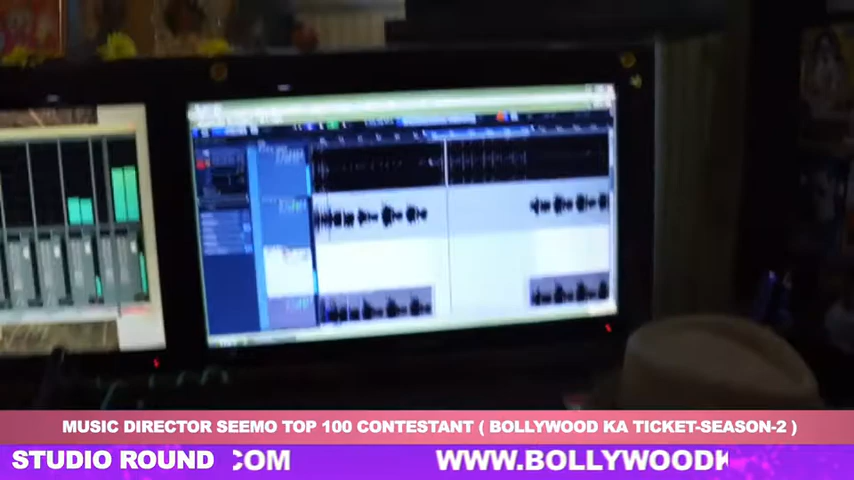 MUSIC DIRECTOR SEEMO TOP 100 CONTESTANT ( BOLLYWOOD KA TICKET-SEASON-2 )
STUDIO ROUND COM WWW.BOLLYWOODK